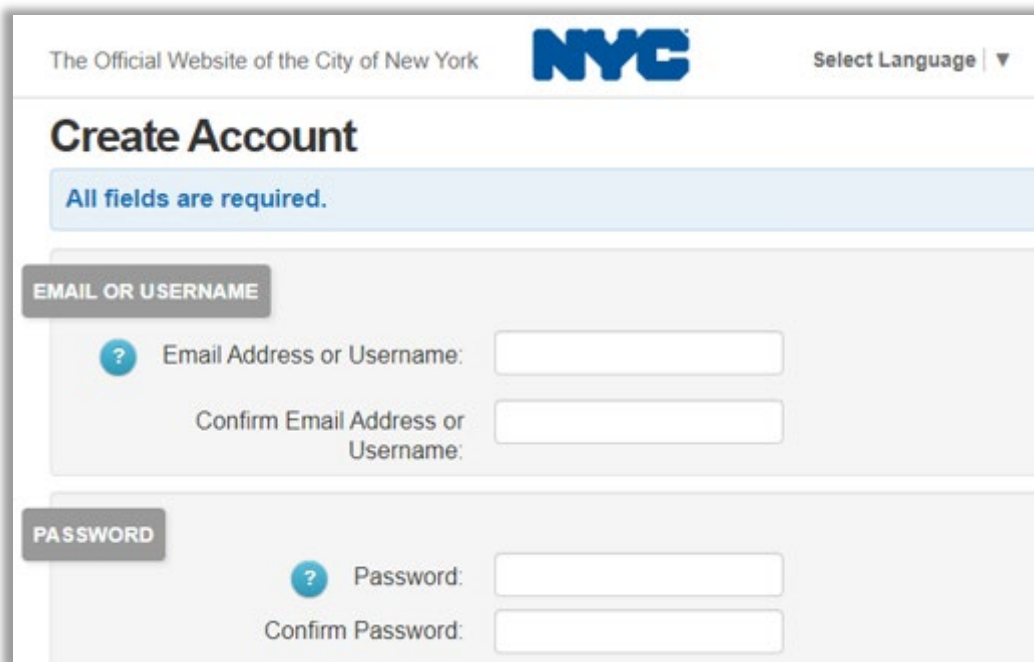 The Official Website of the City of New York
NYC
Select Language ▼
Create Account
All fields are required.
EMAIL OR USERNAME
? Email Address or Username:
Confirm Email Address or
Username:
PASSWORD
? Password:
Confirm Password: